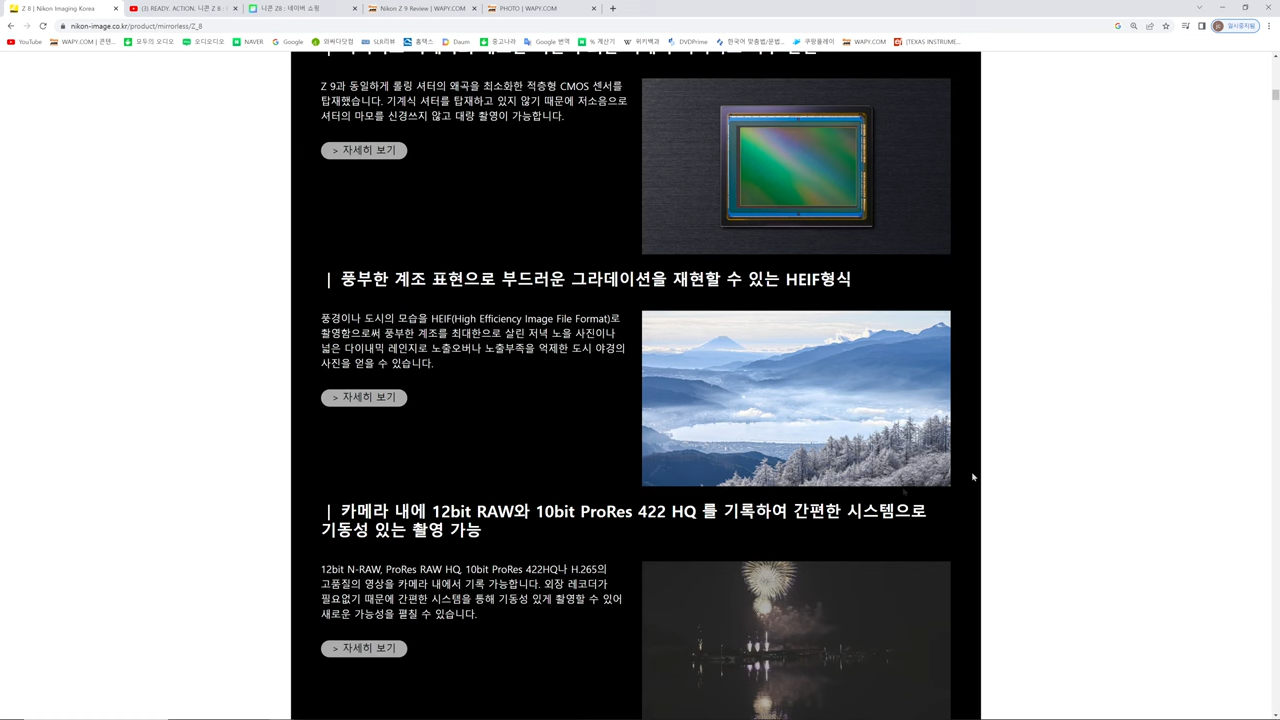 Z 8 | Nikon Imaging Korea
(3) READY. ACTION. 니콘 Z 8 :
니콘 Z8 : 네이버 쇼핑
Nikon Z 9 Review | WAPY.COM
PHOTO | WAPY.COM
nikon-image.co.kr/product/mirrorless/Z_8
일시중지됨
YouTube
WAPY.COM | 콘텐...
모두의 오디오
오디오디오
NAVER
Google
와싸다닷컴
SLR리뷰
홈택스
Daum
중고나라
Google 번역
% 계산기
위키백과
DVDPrime
한국어 맞춤법/문법...
쿠팡플레이
WAPY.COM
(TEXAS INSTRUME...
Z 9과 동일하게 롤링 셔터의 왜곡을 최소화한 적층형 CMOS 센서를
탑재했습니다. 기계식 셔터를 탑재하고 있지 않기 때문에 저소음으로
셔터의 마모를 신경쓰지 않고 대량 촬영이 가능합니다.
> 자세히 보기
| 풍부한 계조 표현으로 부드러운 그라데이션을 재현할 수 있는 HEIF형식
풍경이나 도시의 모습을 HEIF(High Efficiency Image File Format)로
촬영함으로써 풍부한 계조를 최대한으로 살린 저녁 노을 사진이나
넓은 다이내믹 레인지로 노출오버나 노출부족을 억제한 도시 야경의
사진을 얻을 수 있습니다.
> 자세히 보기
| 카메라 내에 12bit RAW와 10bit ProRes 422 HQ 를 기록하여 간편한 시스템으로
기동성 있는 촬영 가능
12bit N-RAW, ProRes RAW HQ, 10bit ProRes 422HQ나 H.265의
고품질의 영상을 카메라 내에서 기록 가능합니다. 외장 레코더가
필요없기 때문에 간편한 시스템을 통해 기동성 있게 촬영할 수 있어
새로운 가능성을 펼칠 수 있습니다.
> 자세히 보기